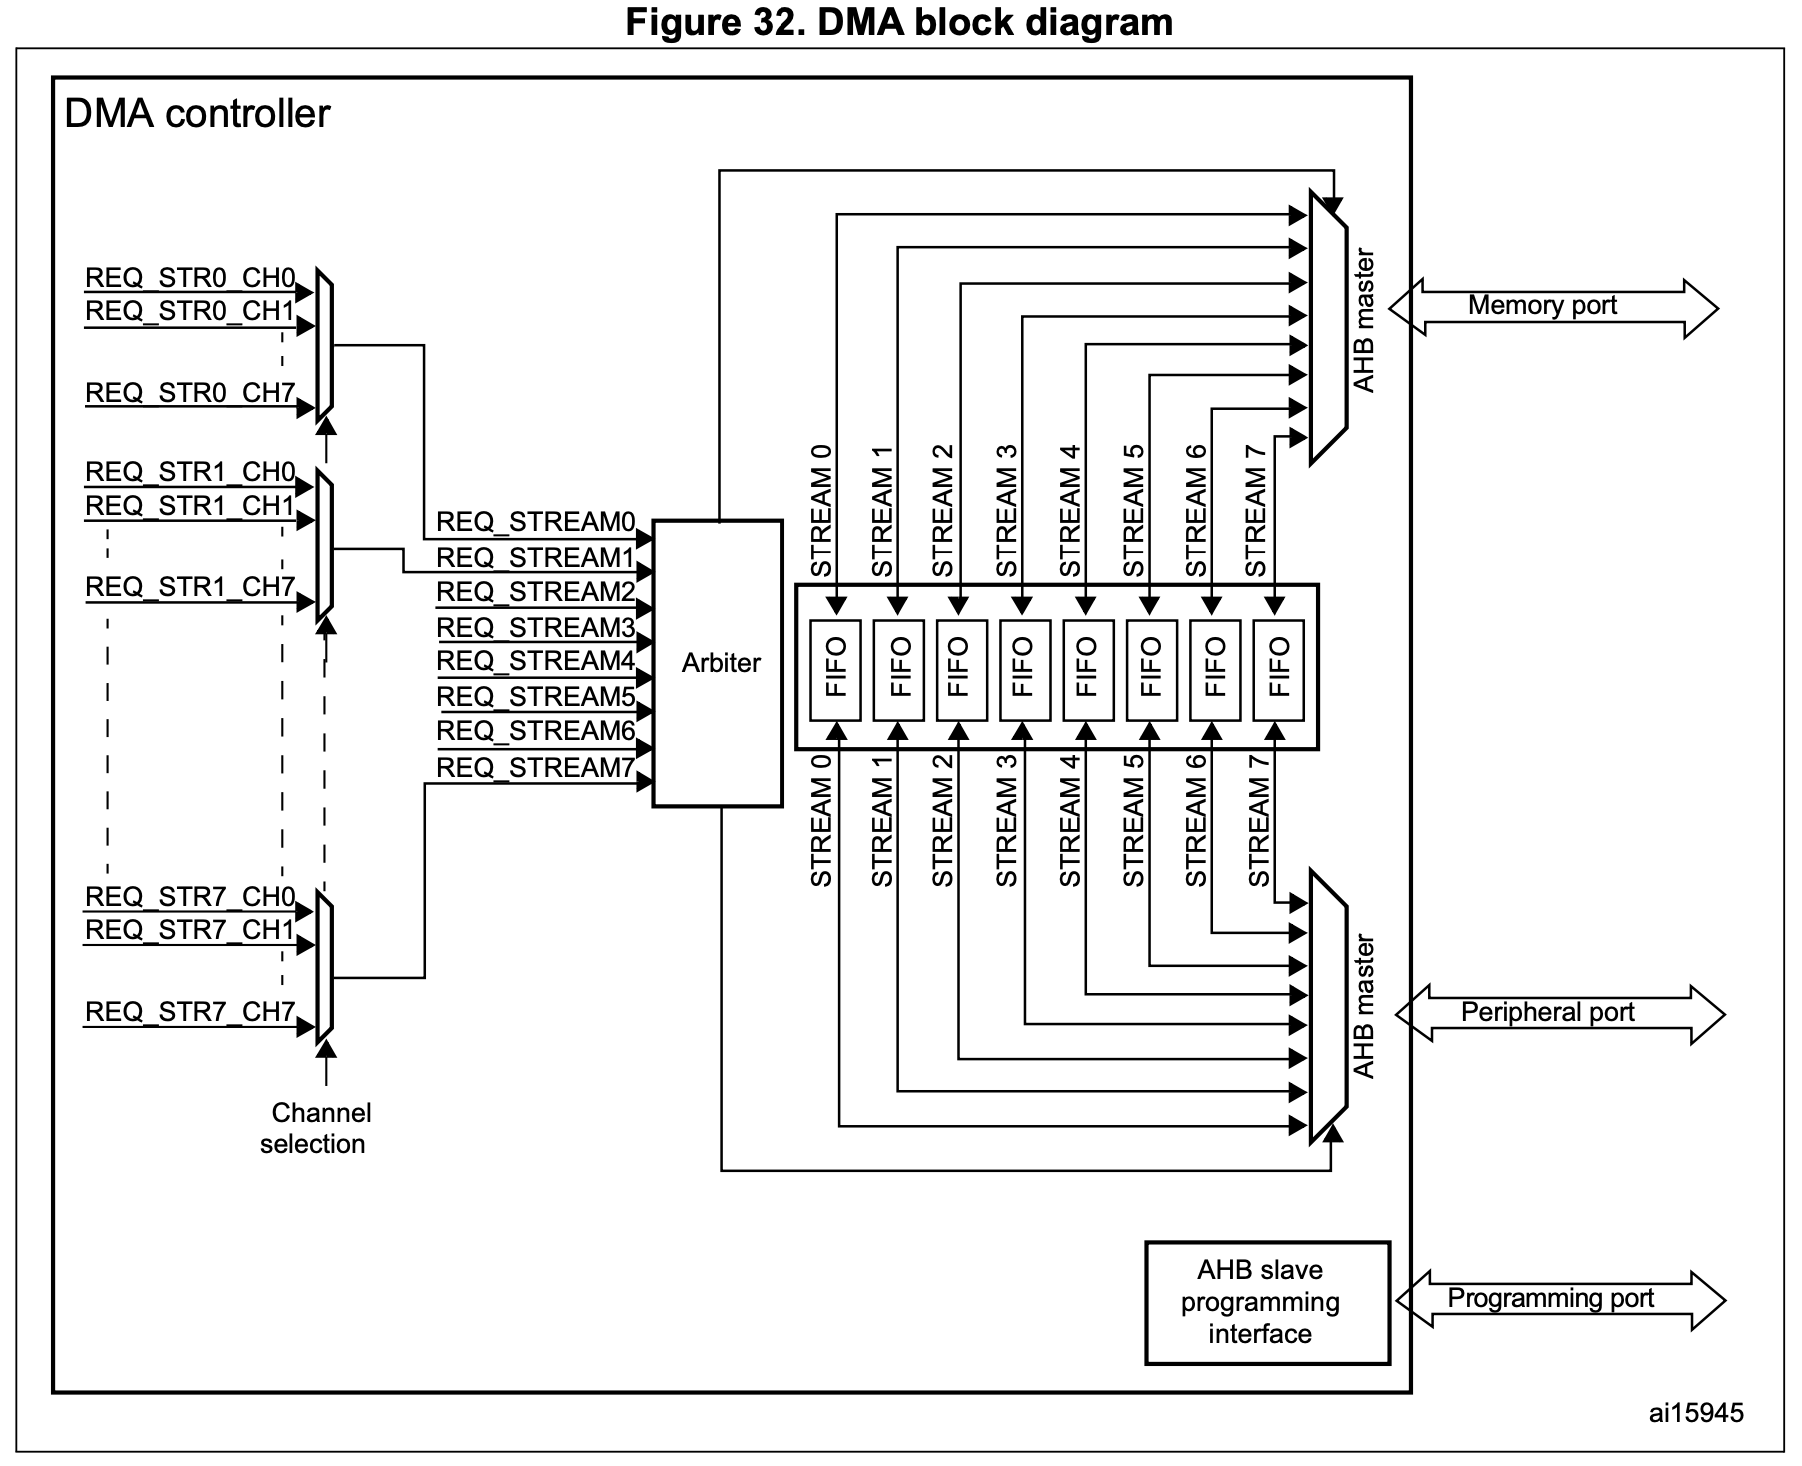 Figure 32. DMA block diagram
DMA controller
REQ_STR0_CH0
REQ_STR0_CH1
REQ_STR0_CH7
REQ_STR1_CH0
REQ_STR1_CH1
REQ_STR1_CH7
REQ_STR7_CH0
REQ_STR7_CH1
REQ_STR7_CH7
Channel
selection
REQ_STREAM0
REQ_STREAM1
REQ_STREAM2
REQ_STREAM3
REQ_STREAM4
REQ_STREAM5
REQ_STREAM6
REQ_STREAM7
Arbiter
STREAM 0
STREAM 1
STREAM 2
STREAM 3
STREAM 4
STREAM 5
STREAM 6
STREAM 7
FIFO
FIFO
FIFO
FIFO
FIFO
FIFO
FIFO
FIFO
STREAM 0
STREAM 1
STREAM 2
STREAM 3
STREAM 4
STREAM 5
STREAM 6
STREAM 7
AHB master
Memory port
AHB master
Peripheral port
AHB slave
programming
interface
Programming port
ai15945